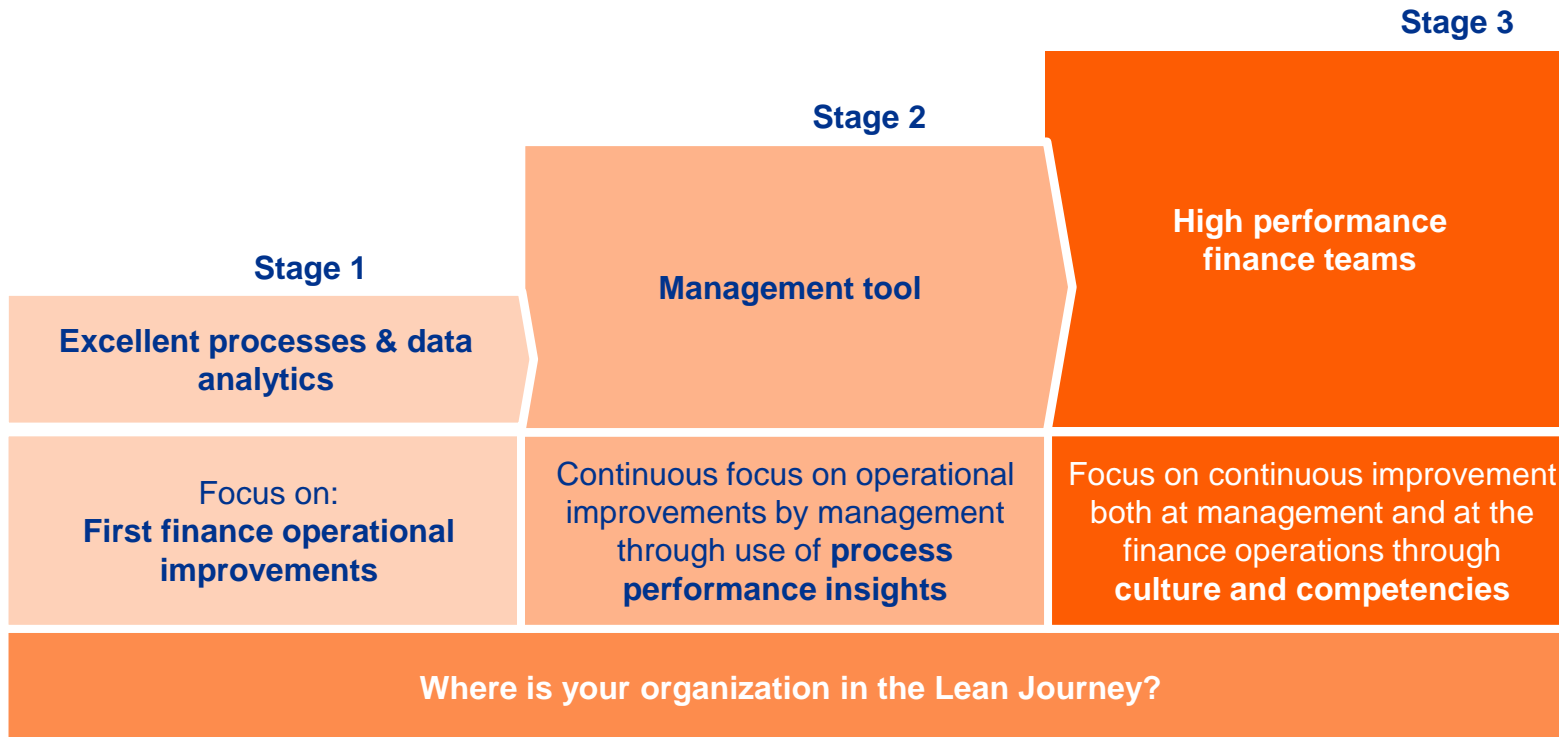 Stage 1
Excellent processes & data
analytics
Focus on:
First finance operational
improvements
Stage 2
Management tool
Continuous focus on operational
improvements by management
through use of process
performance insights
Stage 3
High performance
finance teams
Focus on continuous improvement
both at management and at the
finance operations through
culture and competencies
Where is your organization in the Lean Journey?